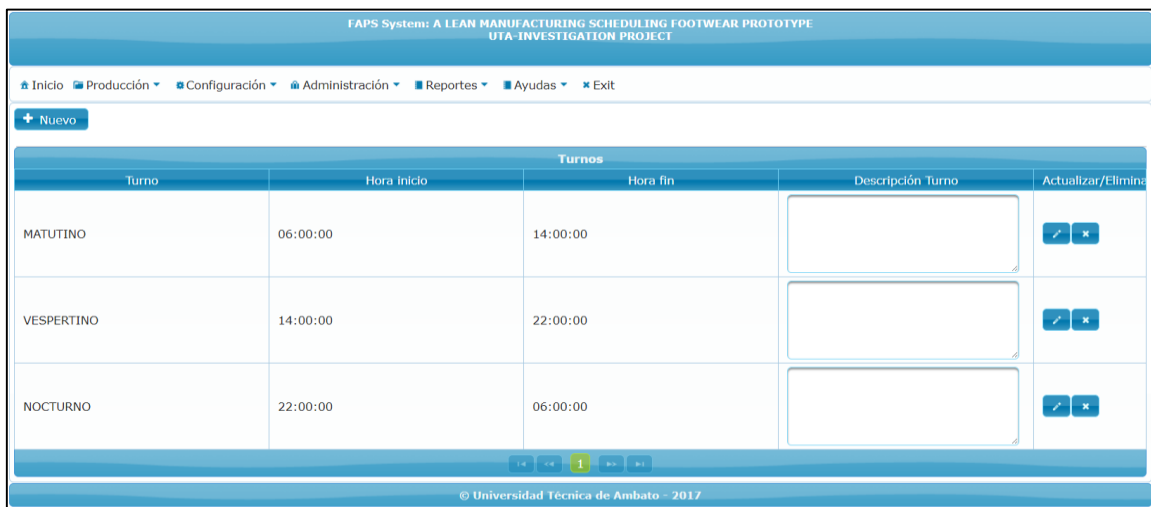 FAPS System: A LEAN MANUFACTURING SCHEDULING FOOTWEAR PROTOTYPE
UTA-INVESTIGATION PROJECT
Inicio Producción Configuración Administración Reportes Ayudas Exit
Nuevo
Turnos
Turno Hora inicio Hora fin Descripción Turno Actualizar/Elimina
MATUTINO 06:00:00 14:00:00
VESPERTINO 14:00:00 22:00:00
NOCTURNO 22:00:00 06:00:00
1
© Universidad Técnica de Ambato - 2017